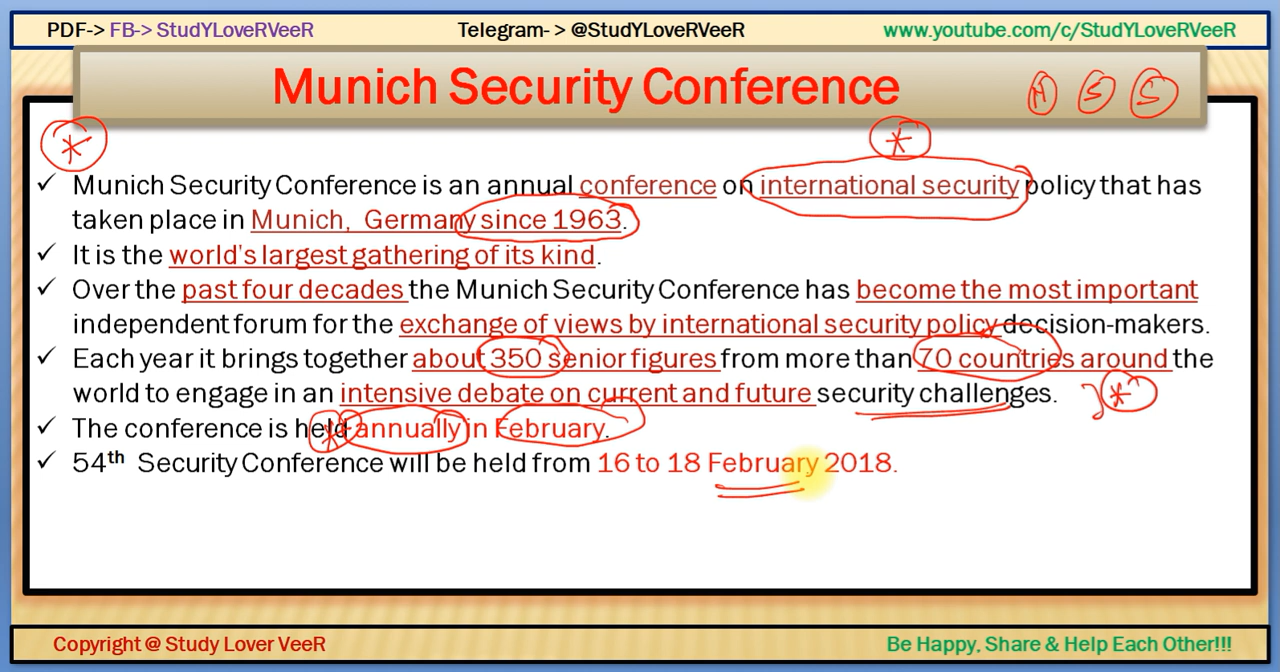 PDF-> FB-> StudYLoveRVeeR Telegram- > @StudYLoveRVeeR www.youtube.com/c/StudYLoveRVeeR
Munich Security Conference
✓ Munich Security Conference is an annual conference on international security policy that has
taken place in Munich, Germany since 1963.
✓ It is the world's largest gathering of its kind.
✓ Over the past four decades the Munich Security Conference has become the most important
independent forum for the exchange of views by international security policy decision-makers.
✓ Each year it brings together about 350 senior figures from more than 70 countries around the
world to engage in an intensive debate on current and future security challenges.
✓ The conference is held annually in February.
✓ 54th Security Conference will be held from 16 to 18 February 2018.
Copyright @ Study Lover VeeR Be Happy, Share & Help Each Other!!!